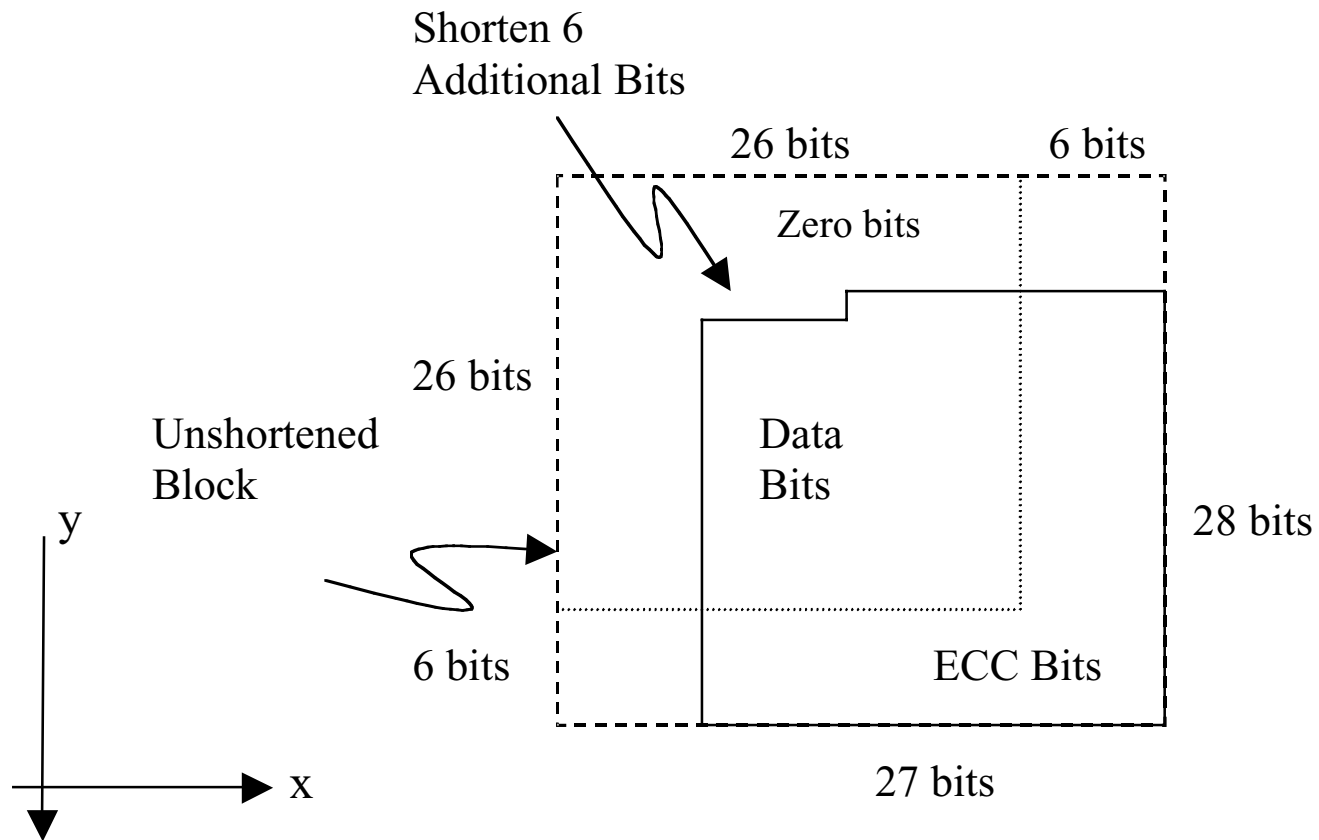 Shorten 6
Additional Bits
26 bits
6 bits
Zero bits
26 bits
Unshortened
Block
Data
Bits
28 bits
y
6 bits
ECC Bits
x
27 bits